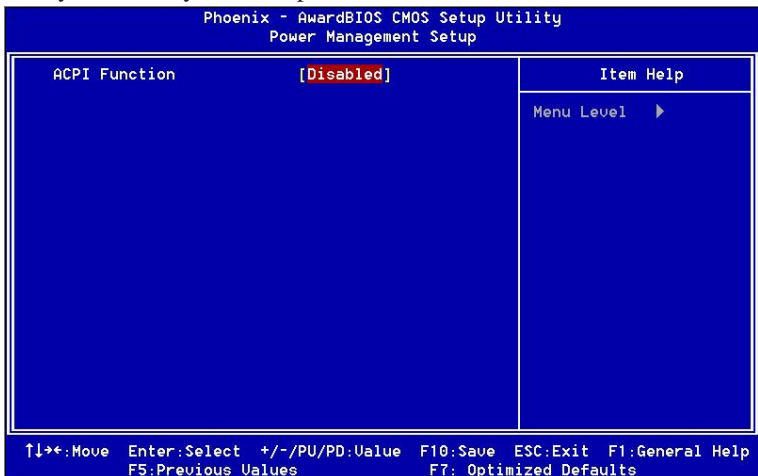 Phoenix - AwardBIOS CMOS Setup Utility
Power Management Setup
ACPI Function [Disabled]
Item Help
Menu Level ▶
↑↓→←:Move Enter:Select +/-/PU/PD:Value F10:Save ESC:Exit F1:General Help
F5:Previous Values F7: Optimized Defaults